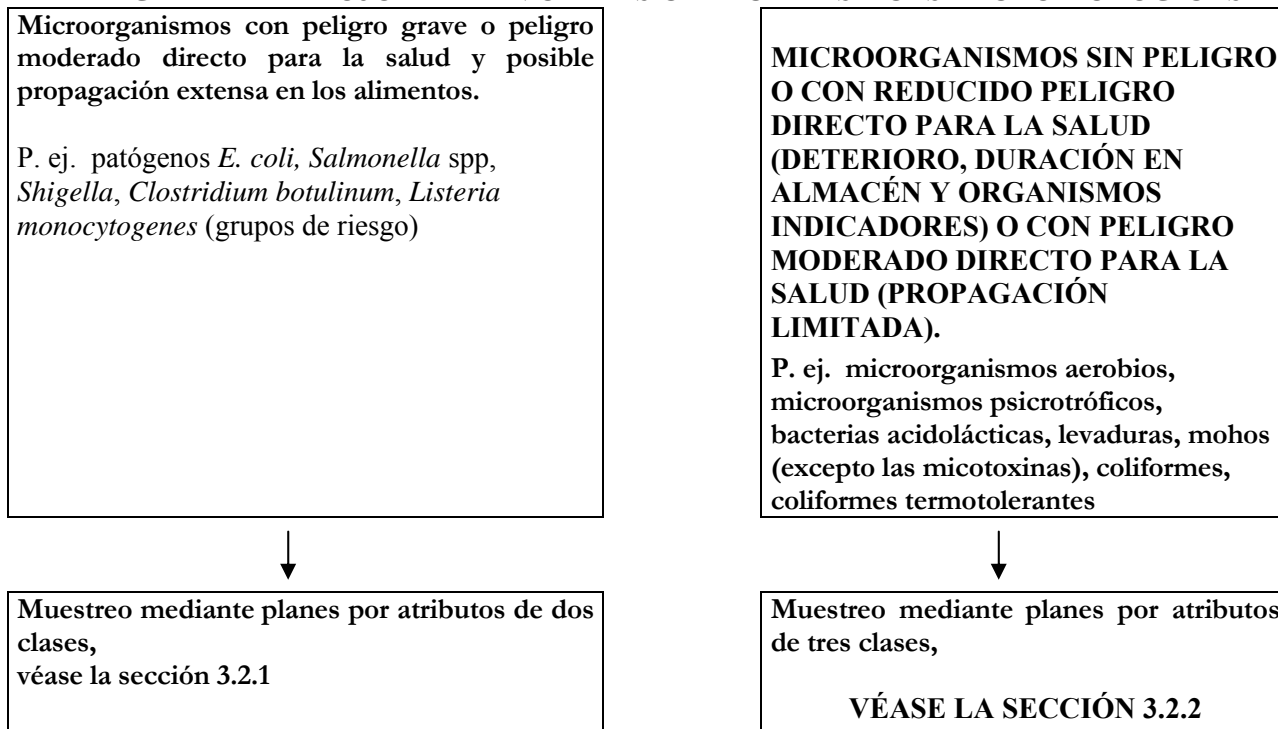 Microorganismos con peligro grave o peligro
moderado directo para la salud y posible
propagación extensa en los alimentos.
P. ej. patógenos E. coli, Salmonella spp,
Shigella, Clostridium botulinum, Listeria
monocytogenes (grupos de riesgo)
MICROORGANISMOS SIN PELIGRO
O CON REDUCIDO PELIGRO
DIRECTO PARA LA SALUD
(DETERIORO, DURACIÓN EN
ALMACÉN Y ORGANISMOS
INDICADORES) O CON PELIGRO
MODERADO DIRECTO PARA LA
SALUD (PROPAGACIÓN
LIMITADA).
P. ej. microorganismos aerobios,
microorganismos psicrotróficos,
bacterias acidolácticas, levaduras, mohos
(excepto las micotoxinas), coliformes,
coliformes termotolerantes
Muestreo mediante planes por atributos de dos
clases,
véase la sección 3.2.1
Muestreo mediante planes por atributos
de tres clases,
VÉASE LA SECCIÓN 3.2.2